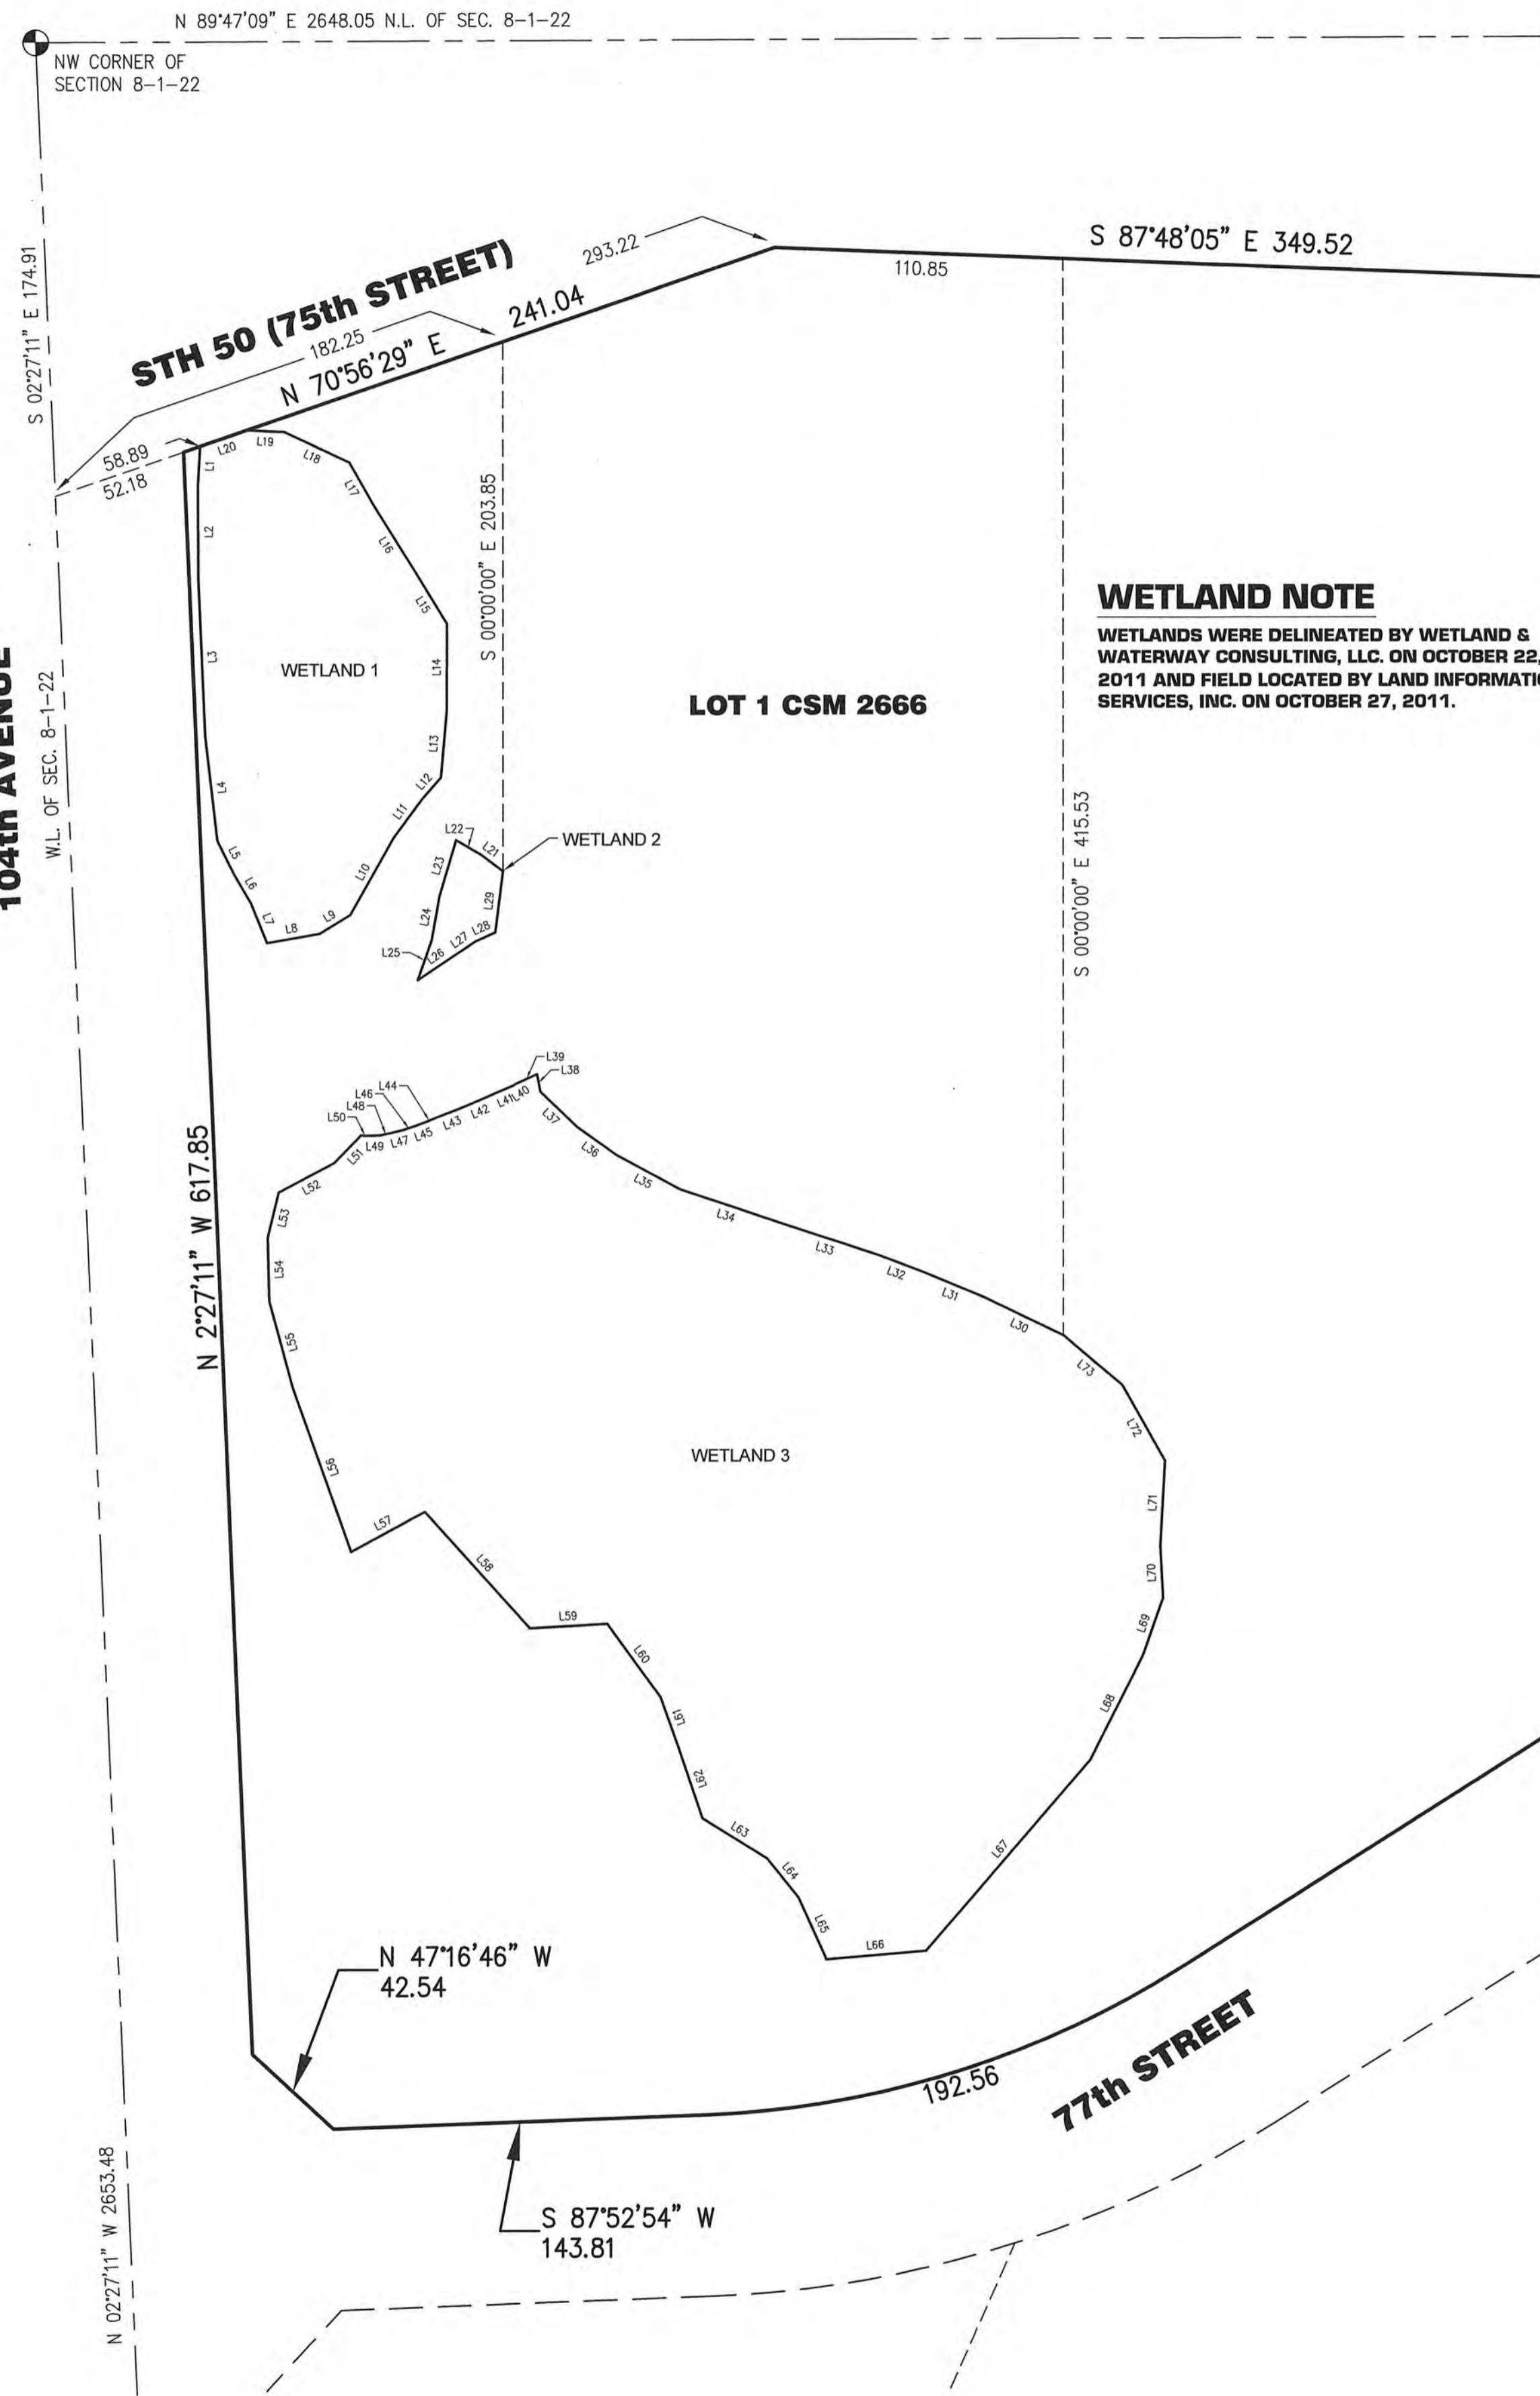 N 89°47'09" E 2648.05 N.L. OF SEC. 8-1-22
NW CORNER OF
SECTION 8-1-22
S 02°27'11" E 174.91
STH 50 (75th STREET)
182.25
N 70°56'29" E
241.04
293.22
S 87°48'05" E 349.52
110.85
58.89
52.18
L20
L19
L18
L1
L17
L2
L16
L15
L3
L14
L13
L4
L12
L11
L5
L6
L10
L7
L8
L9
WETLAND 1
S 00°00'00" E 203.85
LOT 1 CSM 2666
WETLAND NOTE
WETLANDS WERE DELINEATED BY WETLAND &
WATERWAY CONSULTING, LLC. ON OCTOBER 22,
2011 AND FIELD LOCATED BY LAND INFORMATI
SERVICES, INC. ON OCTOBER 27, 2011.
104th AVENUE
W.L. OF SEC. 8-1-22
L22
L21
WETLAND 2
L23
L24
L29
L25
L26
L27
L28
S 00°00'00" E 415.53
L39
L38
L44
L46
L48
L50
L40
L41
L42
L43
L45
L47
L49
L51
L52
L53
L54
L55
L56
L37
L36
L35
L34
L33
L32
L31
L30
L73
L72
L71
L70
L69
L68
L67
WETLAND 3
L57
L58
L59
L60
L61
L62
L63
L64
L65
L66
N 2°27'11" W 617.85
N 47°16'46" W
42.54
192.56
77th STREET
S 87°52'54" W
143.81
N 02°27'11" W 2653.48